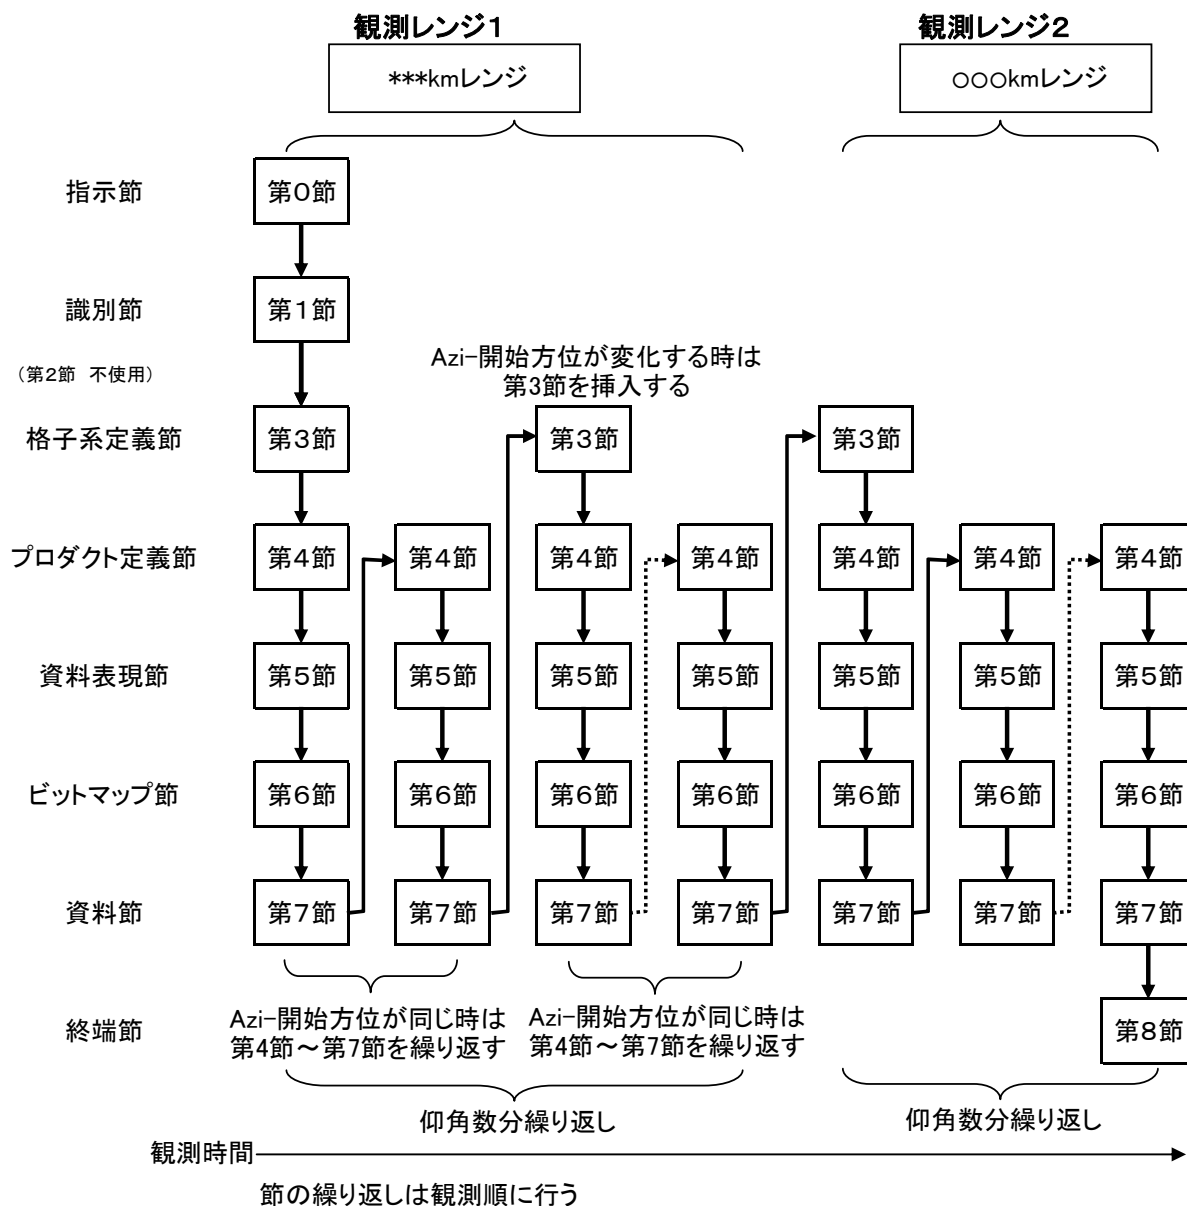 観測レンジ1
観測レンジ2
***kmレンジ
○○○kmレンジ
指示節
第0節
識別節
第1節
(第2節 不使用)
Azi-開始方位が変化する時は
第3節を挿入する
格子系定義節
第3節
第3節
第3節
プロダクト定義節
第4節
第4節
第4節
第4節
第4節
第4節
第4節
資料表現節
第5節
第5節
第5節
第5節
第5節
第5節
第5節
ビットマップ節
第6節
第6節
第6節
第6節
第6節
第6節
第6節
資料節
第7節
第7節
第7節
第7節
第7節
第7節
第7節
Azi-開始方位が同じ時は
第4節~第7節を繰り返す
Azi-開始方位が同じ時は
第4節~第7節を繰り返す
終端節
第8節
仰角数分繰り返し
仰角数分繰り返し
観測時間
節の繰り返しは観測順に行う